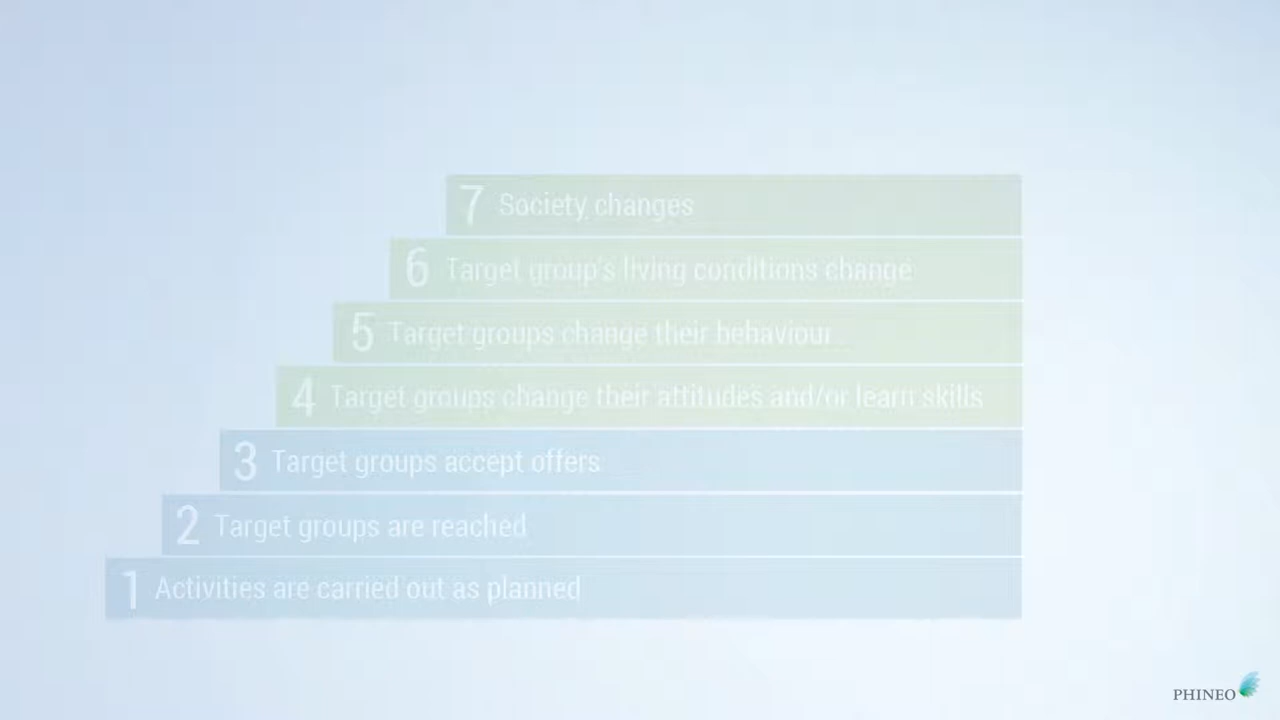 7 Society changes
6 Target group's living conditions change
5 Target groups change their behaviour
4 Target groups change their attitudes and/or learn skills
3 Target groups accept offers
2 Target groups are reached
1 Activities are carried out as planned
PHINEO